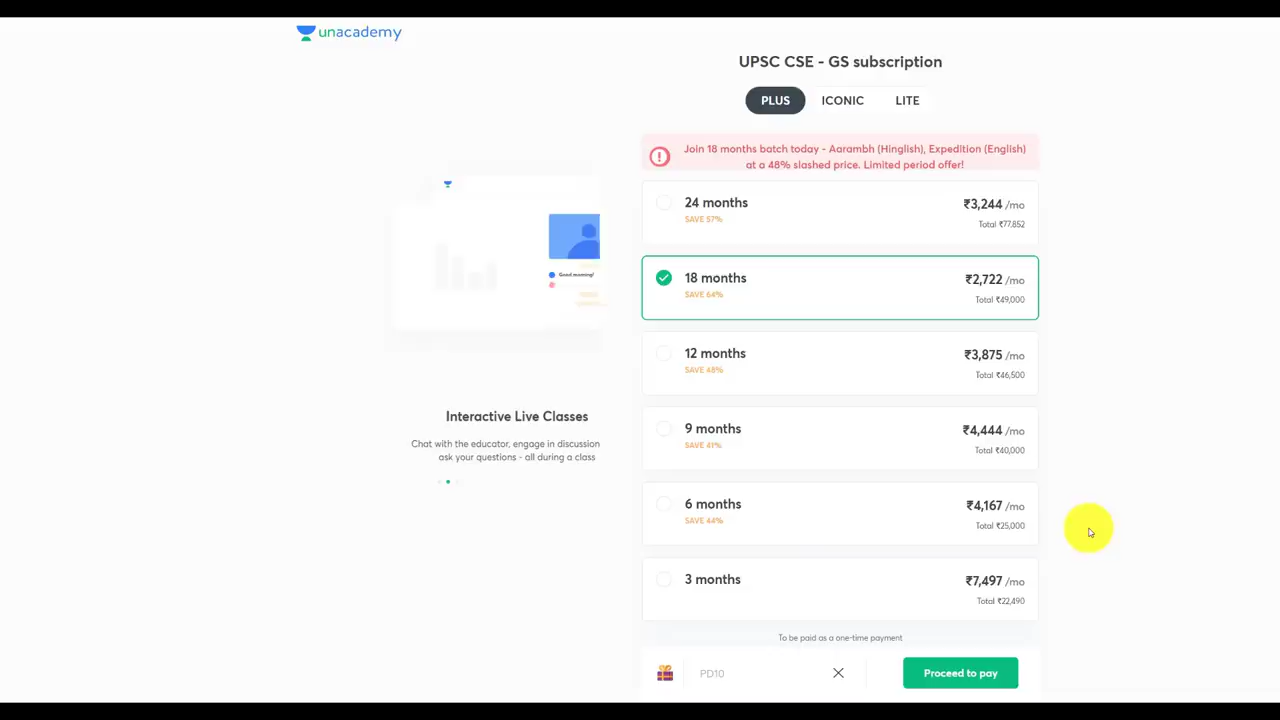 unacademy
UPSC CSE - GS subscription
PLUS ICONIC LITE
Join 18 months batch today - Aarambh (Hinglish), Expedition (English)
at a 48% slashed price. Limited period offer!
24 months ₹3,244 /mo
SAVE 57% Total ₹77,852
18 months ₹2,722 /mo
SAVE 64% Total ₹49,000
12 months ₹3,875 /mo
SAVE 48% Total ₹46,500
9 months ₹4,444 /mo
SAVE 41% Total ₹40,000
6 months ₹4,167 /mo
SAVE 44% Total ₹25,000
3 months ₹7,497 /mo
Total ₹22,490
To be paid as a one-time payment
PD10 Proceed to pay
Good morning!
Interactive Live Classes
Chat with the educator, engage in discussion
ask your questions - all during a class